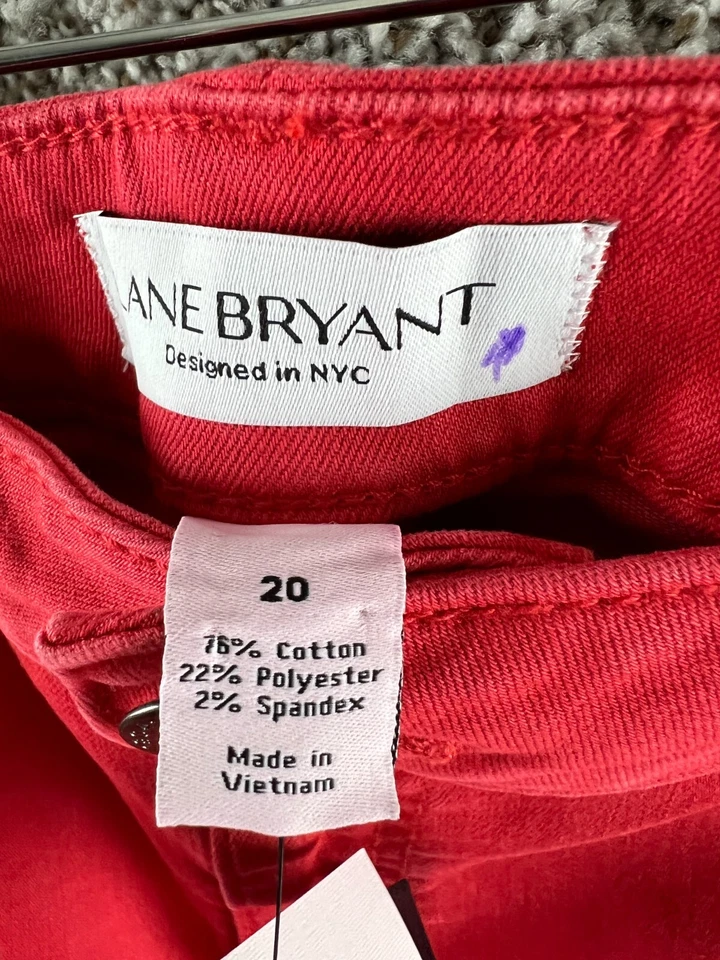 LANE BRYANT
Designed in NYC
20
76% Cotton
22% Polyester
2% Spandex
Made in
Vietnam